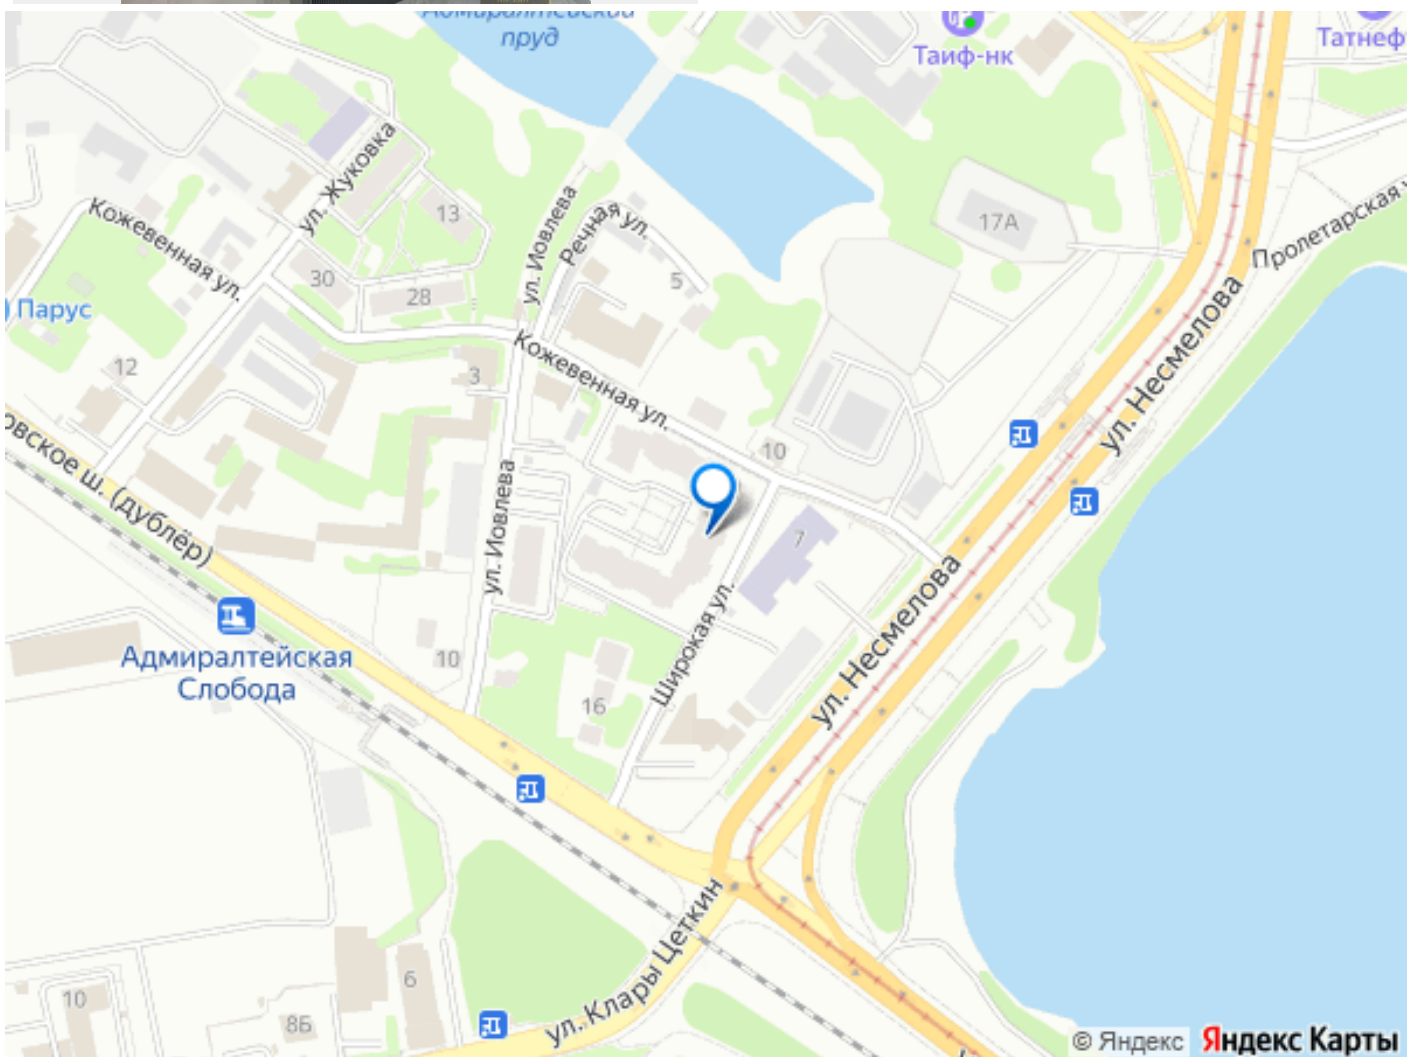 пруд
Таиф-нк
Татнеф
ул. Жуковка
13
ул. Иовлева
Речная ул.
17А
Пролетарская
Кожевенная ул.
5
30
28
Парус
ул. Несмелова
Кожевенная ул.
12
3
10
овское ш. (дублёр)
ул. Иовлева
7
ул. Несмелова
Широкая ул.
Адмиралтейская
Слобода
10
16
ул. Клары Цеткин
6
10
8Б
© Яндекс Яндекс Карты